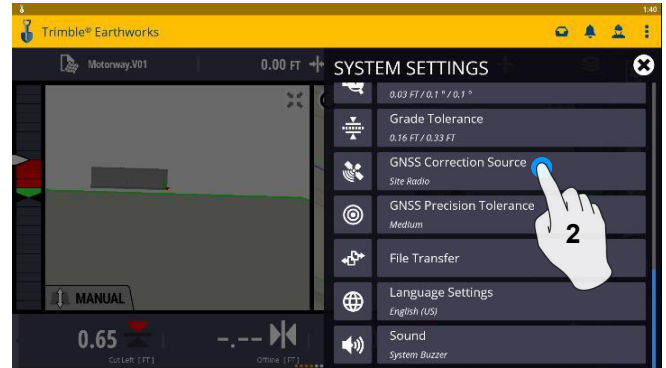 1:40
Trimble® Earthworks
Motorway.V01
0.00 FT
SYSTEM SETTINGS
0.03 FT / 0.1 ° / 0.1 °
Grade Tolerance
0.16 FT / 0.33 FT
GNSS Correction Source
Site Radio
GNSS Precision Tolerance
Medium
2
File Transfer
MANUAL
Language Settings
English (US)
0.65
-.--
Sound
Cut Left [FT]
Offline [FT]
System Buzzer